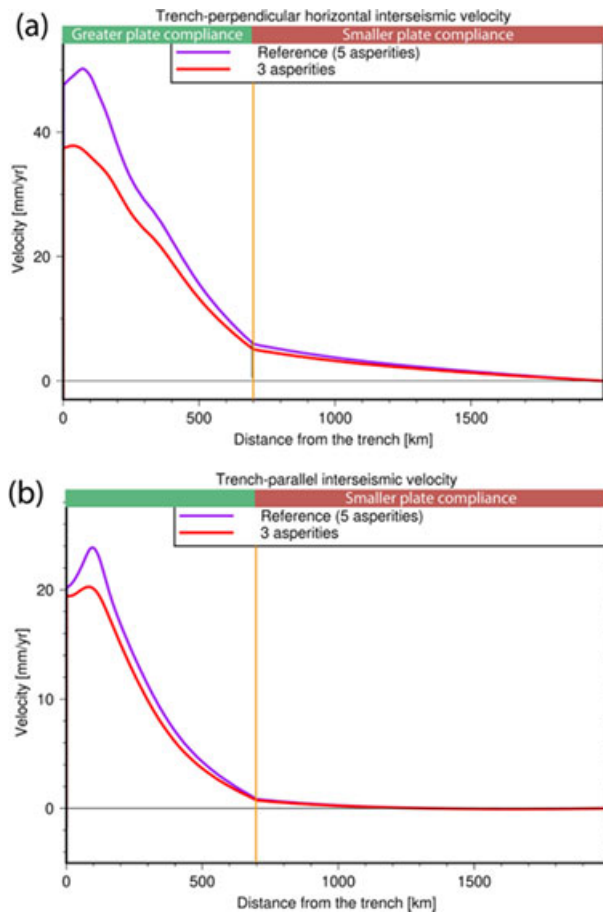 (a)
Trench-perpendicular horizontal interseismic velocity
Greater plate compliance Smaller plate compliance
Reference (5 asperities)
3 asperities
40
20
0
Velocity [mm/yr]
0 500 1000 1500
Distance from the trench [km]
(b)
Trench-parallel interseismic velocity
Smaller plate compliance
Reference (5 asperities)
3 asperities
20
10
0
Velocity [mm/yr]
0 500 1000 1500
Distance from the trench [km]